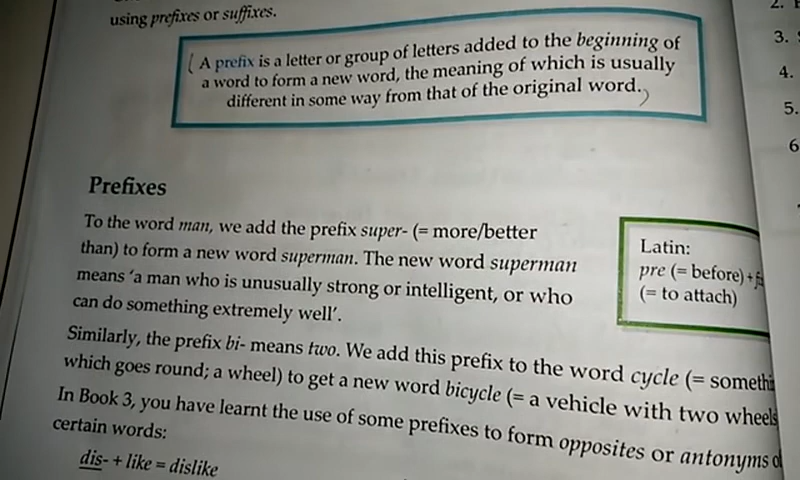 using prefixes or suffixes.
A prefix is a letter or group of letters added to the beginning of
a word to form a new word, the meaning of which is usually
different in some way from that of the original word.
Prefixes
To the word man, we add the prefix super- (= more/better
than) to form a new word superman. The new word superman
means ‘a man who is unusually strong or intelligent, or who
can do something extremely well’.
Latin:
pre (= before) +
(= to attach)
Similarly, the prefix bi- means two. We add this prefix to the word cycle (=
which goes round; a wheel) to get a new word bicycle (= a vehicle with two wheels
In Book 3, you have learnt the use of some prefixes to form opposites or antonyms
certain words:
dis- + like = dislike
2.
3.
4.
5.
6